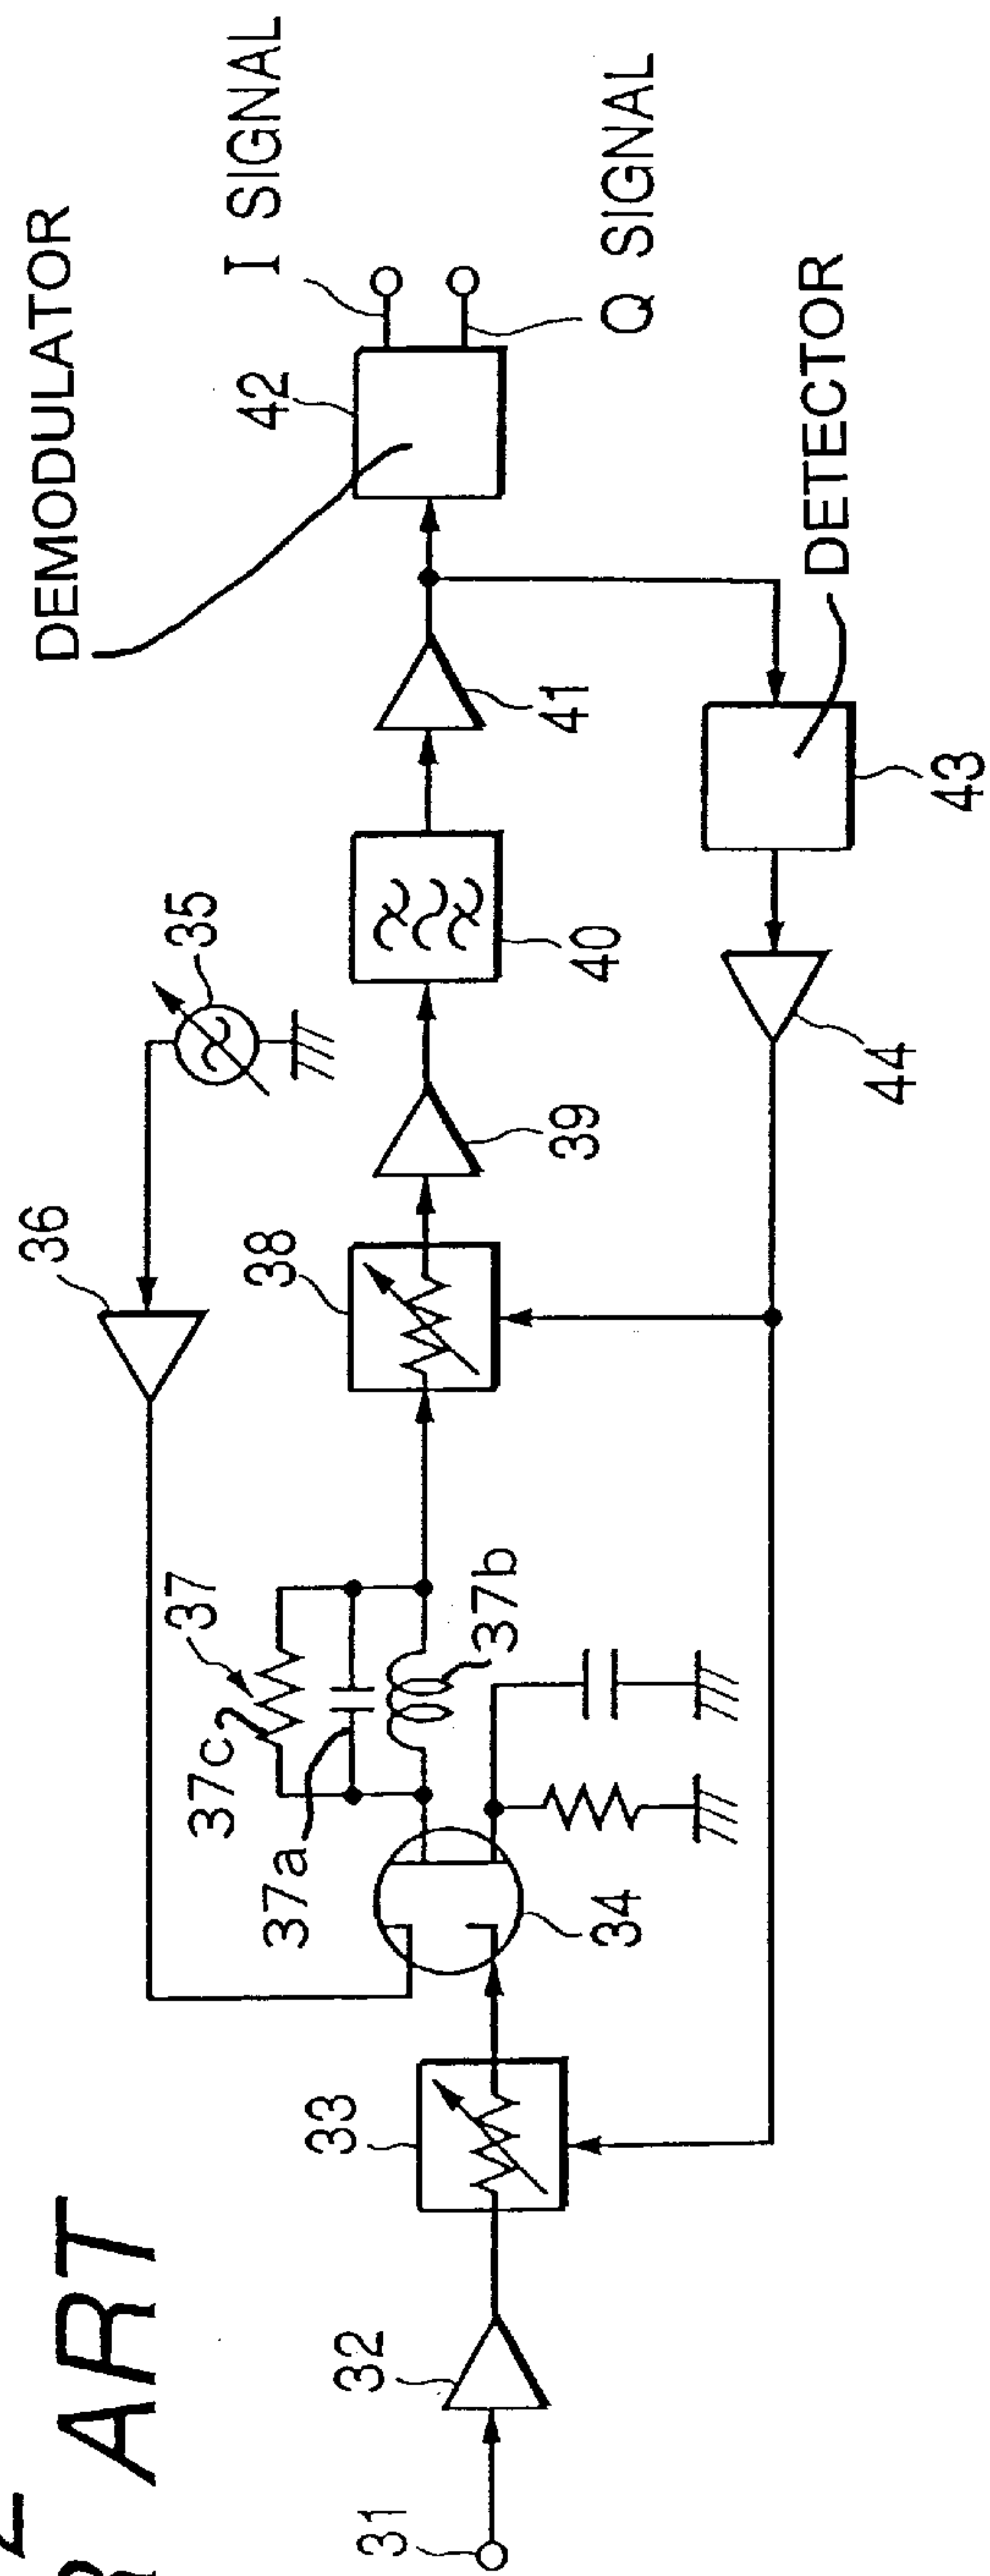 ART
DEMODULATOR
I SIGNAL
Q SIGNAL
DETECTOR
31
32
33
34
35
36
37
37a
37b
37c
38
39
40
41
42
43
44